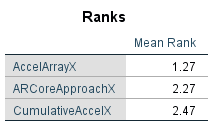 Ranks
Mean Rank
AccelArrayX 1.27
ARCoreApproachX 2.27
CumulativeAccelX 2.47